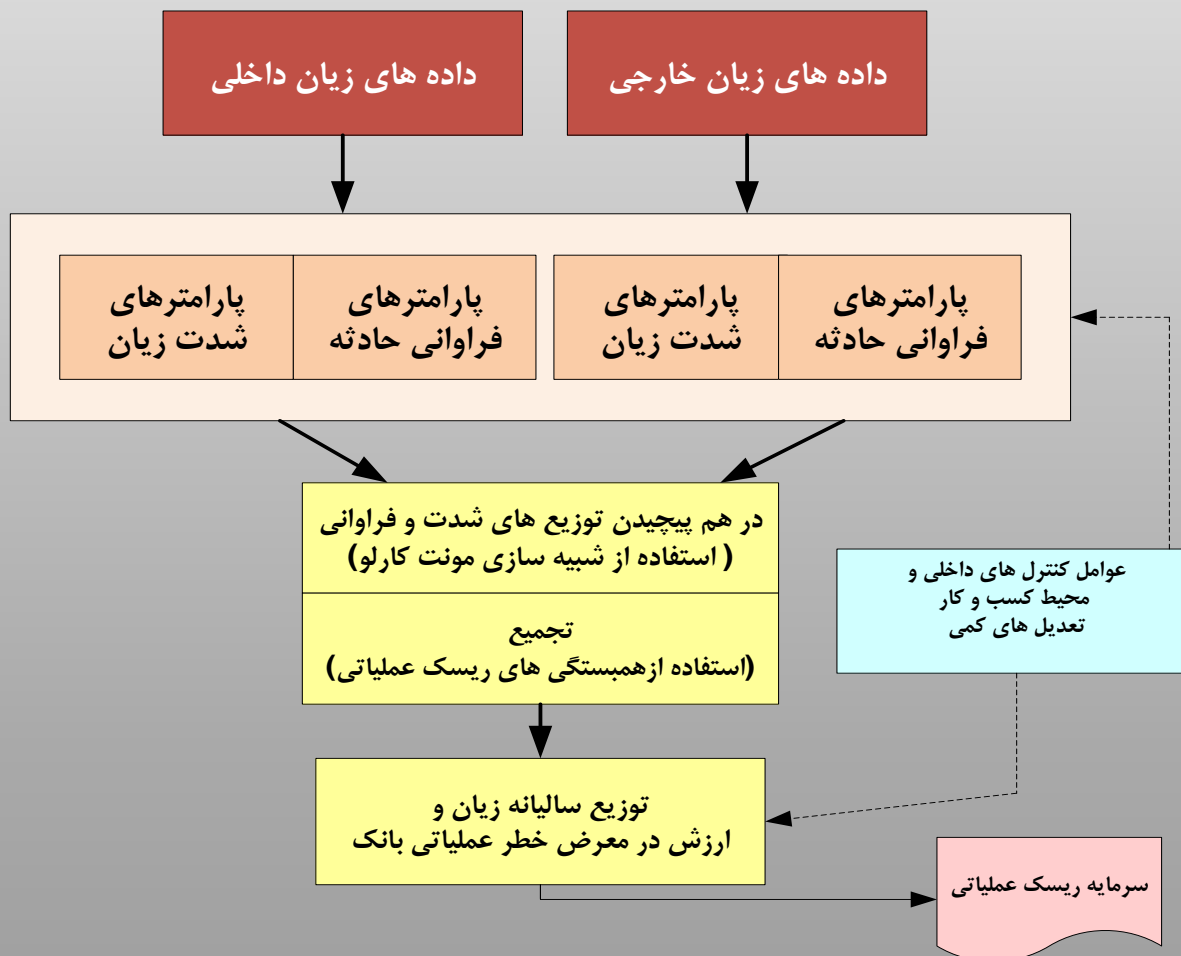 داده های زیان خارجی
داده های زیان داخلی
پارامترهای
فراوانی حادثه
پارامترهای
شدت زیان
پارامترهای
فراوانی حادثه
پارامترهای
شدت زیان
در هم پیچیدن توزیع های شدت و فراوانی
( استفاده از شبیه سازی مونت کارلو)
تجمیع
(استفاده ازهمبستگی های ریسک عملیاتی)
عوامل کنترل های داخلی و
محیط کسب و کار
تعدیل های کمی
توزیع سالیانه زیان و
ارزش در معرض خطر عملیاتی بانک
سرمایه ریسک عملیاتی